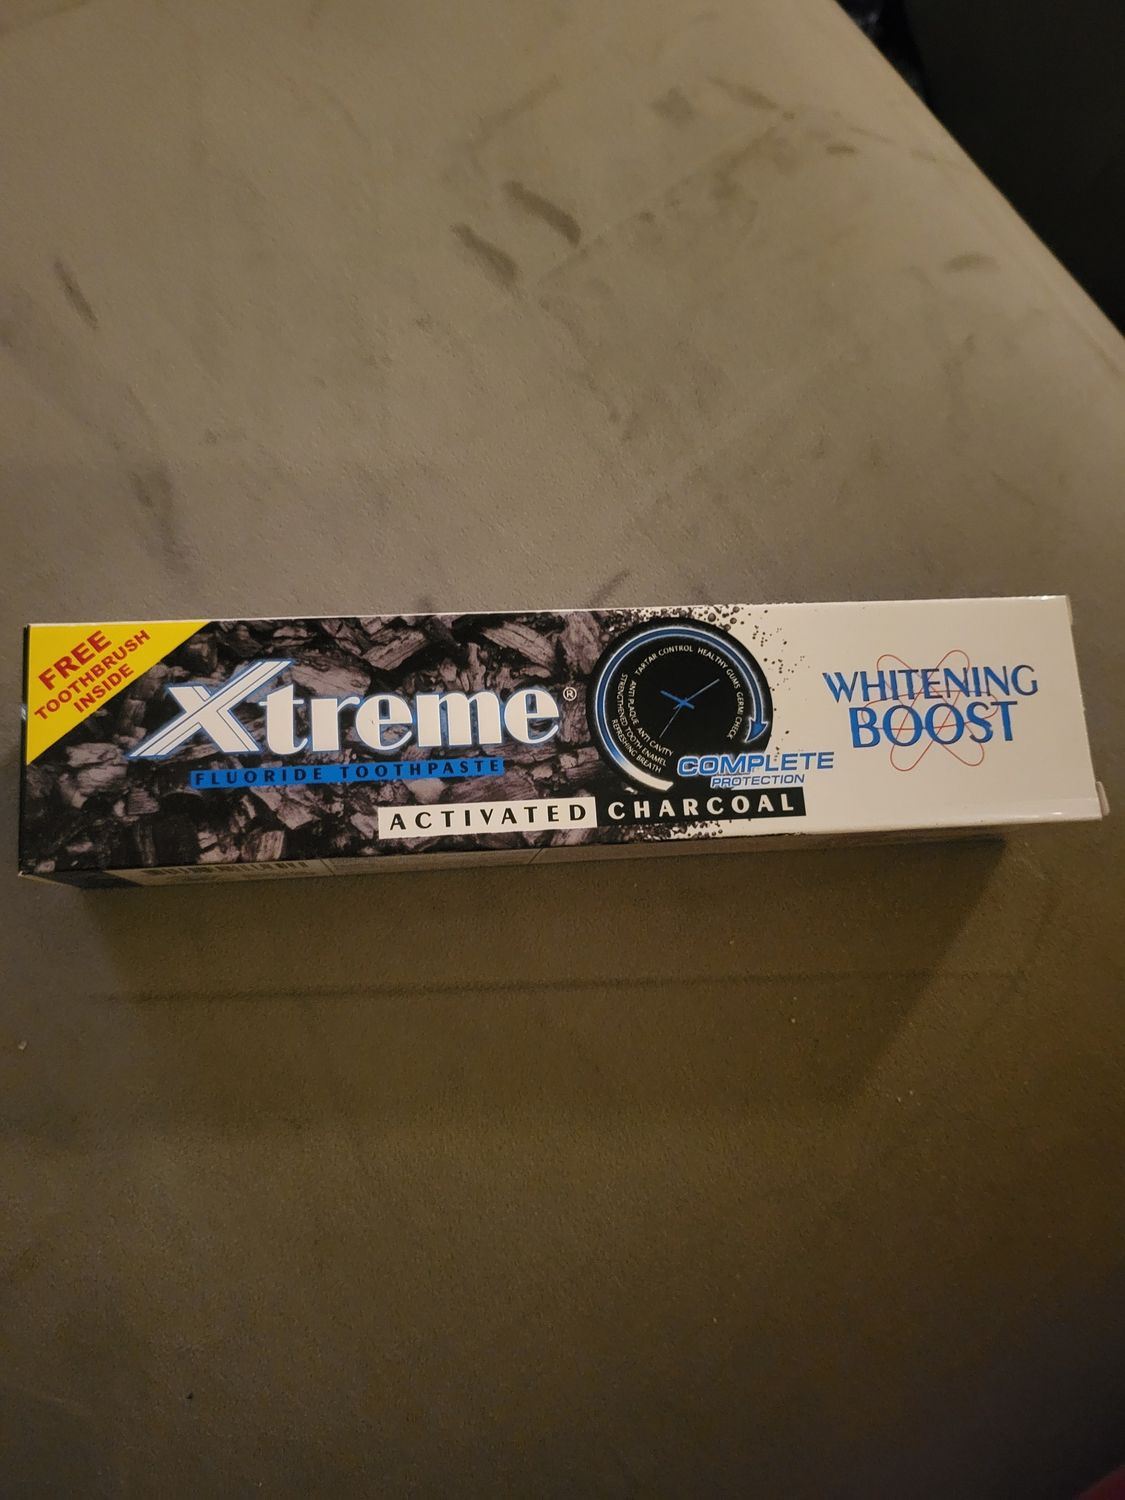 FREE
TOOTHBRUSH
INSIDE
Xtreme®
FLUORIDE TOOTHPASTE
ACTIVATED CHARCOAL
TARTAR CONTROL HEALTHY GUMS GERMI CHECK
ANTI PLAQUE ANTI CAVITY
STRENGTHENED TOOTH ENAMEL
REFRESHING BREATH
COMPLETE
PROTECTION
WHITENING
BOOST